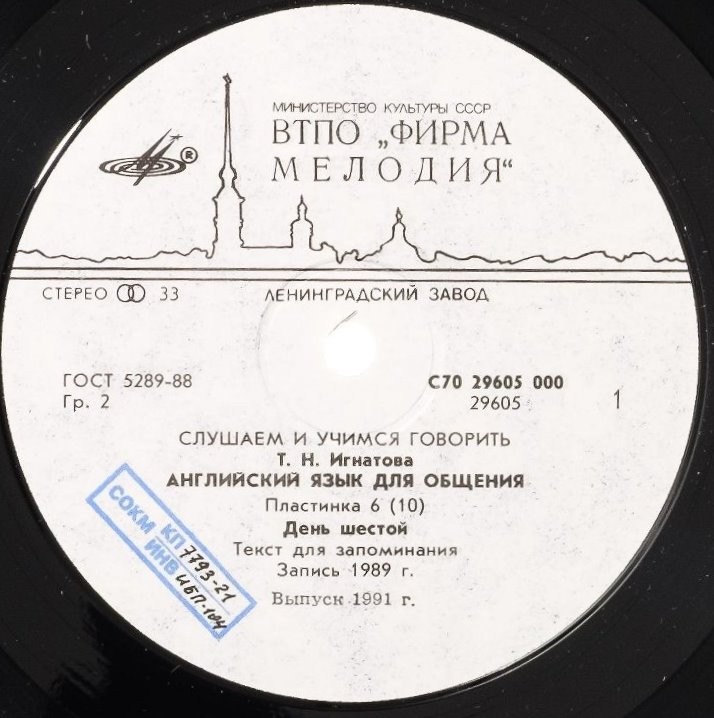 МИНИСТЕРСТВО КУЛЬТУРЫ СССР
ВТПО „ФИРМА
МЕЛОДИЯ“
®
СТЕРЕО 33
ЛЕНИНГРАДСКИЙ ЗАВОД
ГОСТ 5289-88
Гр. 2
С70 29605 000
29605
1
СЛУШАЕМ И УЧИМСЯ ГОВОРИТЬ
Т. Н. Игнатова
АНГЛИЙСКИЙ ЯЗЫК ДЛЯ ОБЩЕНИЯ
Пластинка 6 (10)
День шестой
Текст для запоминания
Запись 1989 г.
Выпуск 1991 г.
СОКМ КП 7793-21
ИНВ ИБП-104